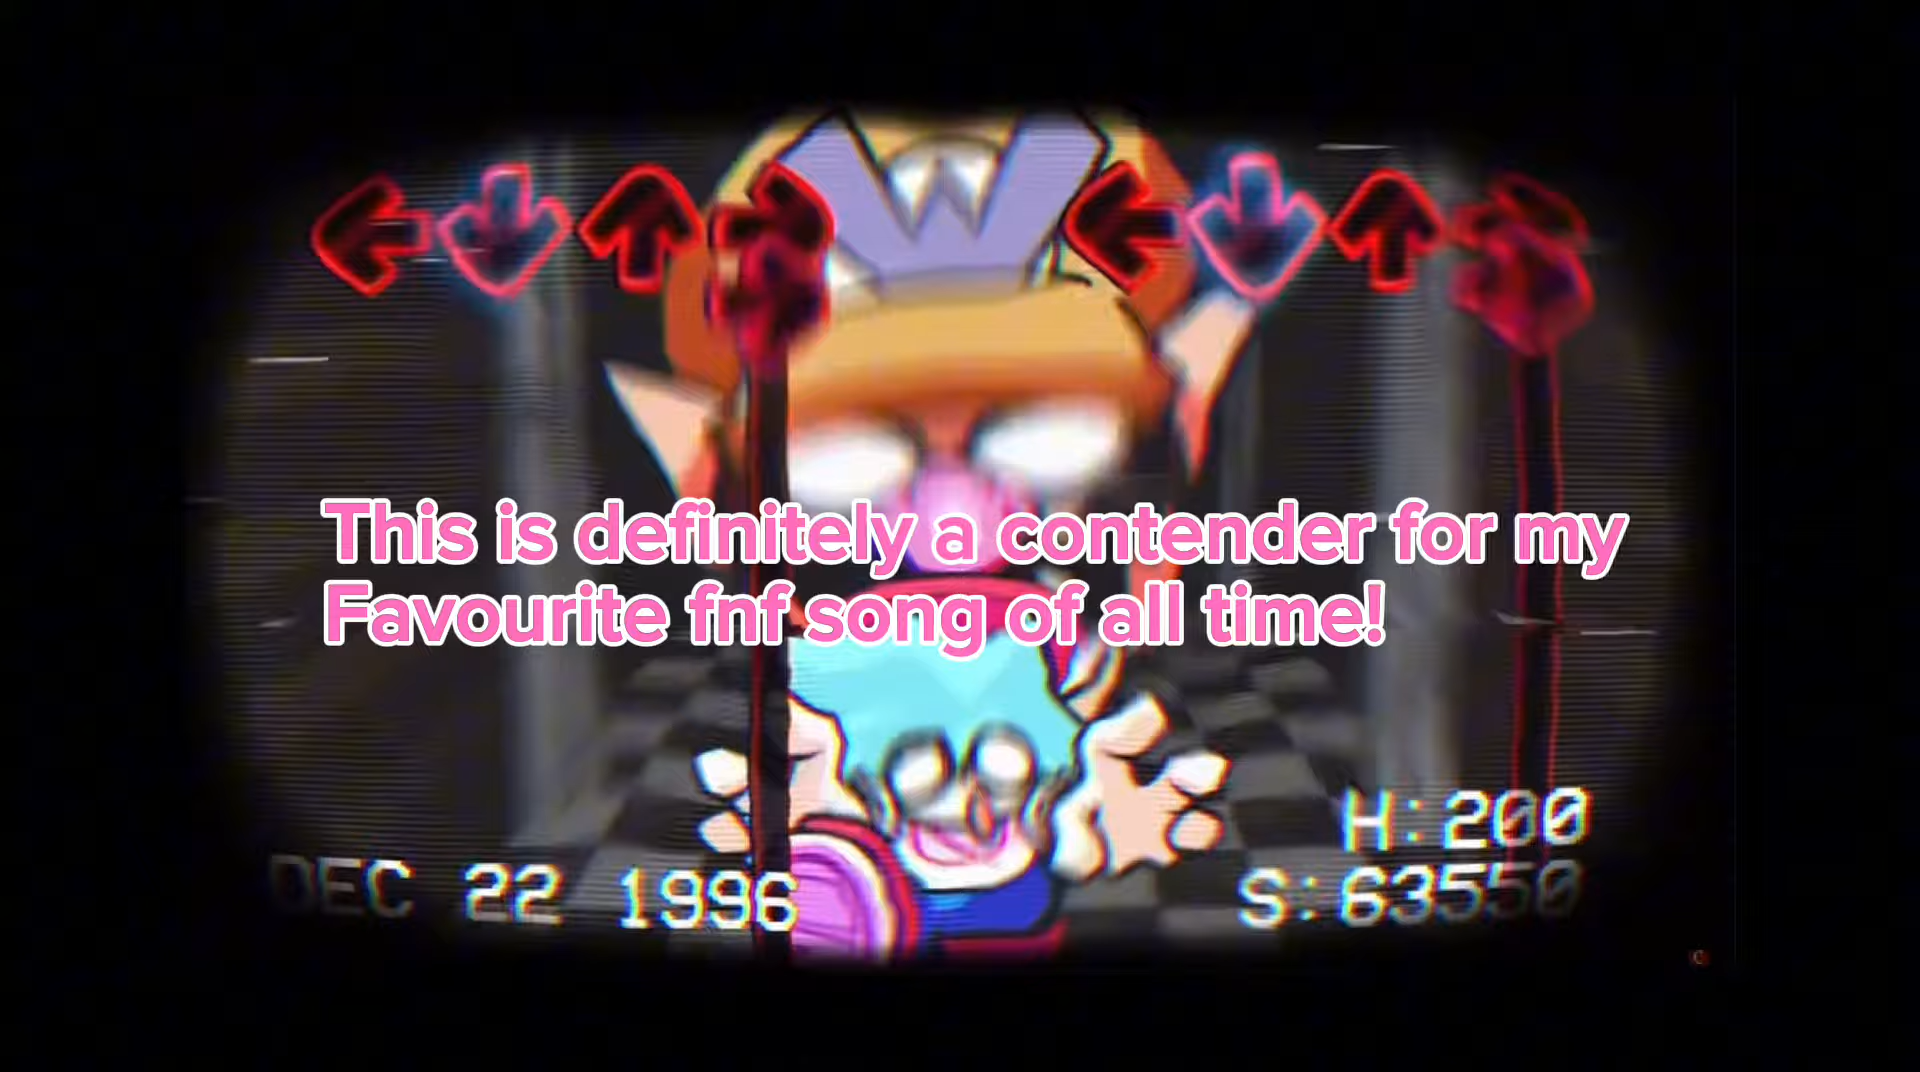 W
This is definitely a contender for my
Favourite fnf song of all time!
H:200
DEC 22 1996
S:63550